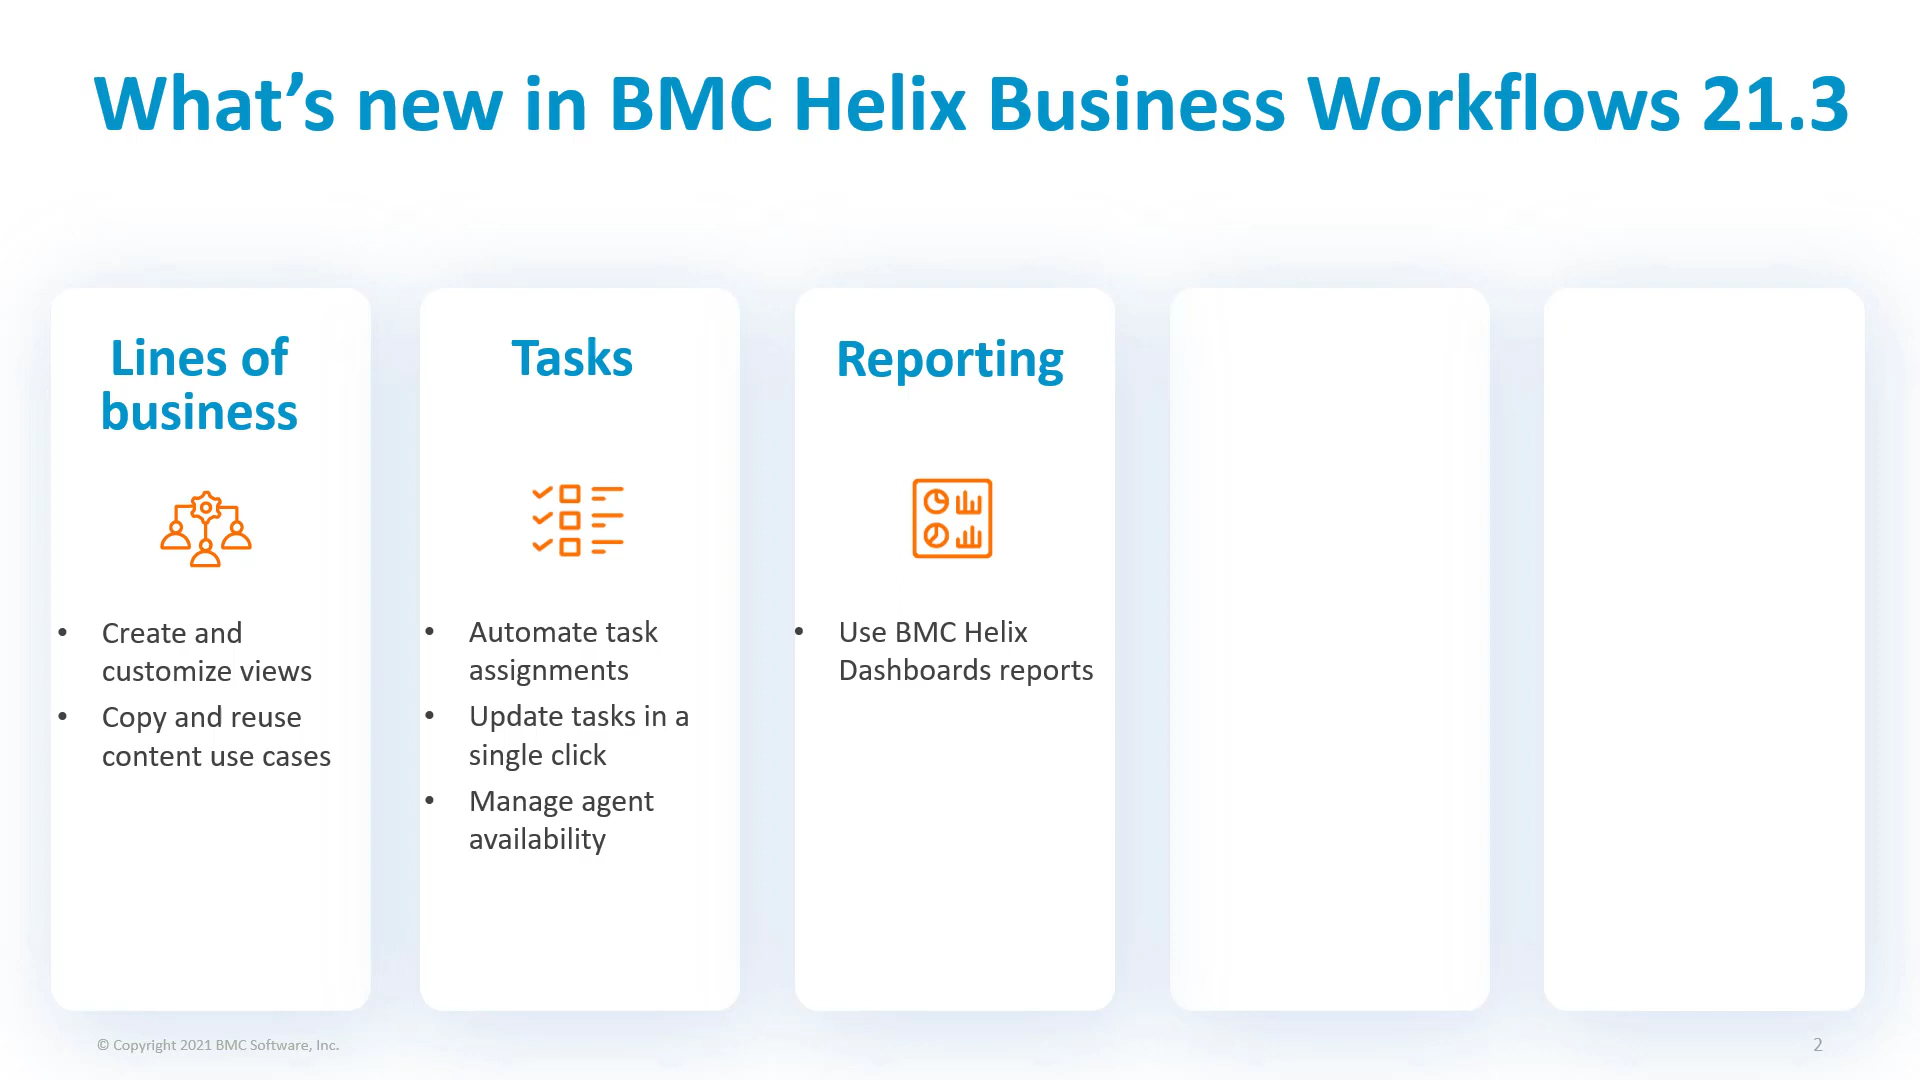 What’s new in BMC Helix Business Workflows 21.3
Lines of
business
• Create and
customize views
• Copy and reuse
content use cases
Tasks
• Automate task
assignments
• Update tasks in a
single click
• Manage agent
availability
Reporting
• Use BMC Helix
Dashboards reports
© Copyright 2021 BMC Software, Inc.
2